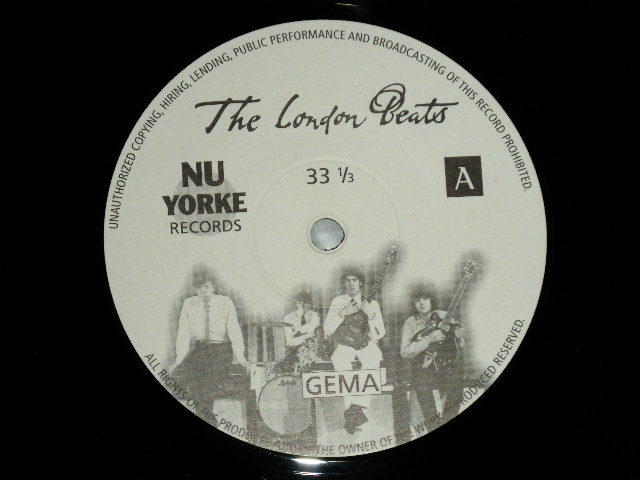 UNAUTHORIZED COPYING, HIRING, LENDING, PUBLIC PERFORMANCE AND BROADCASTING OF THIS RECORD PROHIBITED.
The London Beats
NU
YORKE
RECORDS
33 1/3
A
GEMA
ALL RIGHTS OF THE PRODUCER AND OF THE OWNER OF THE REPRODUCED RESERVED.